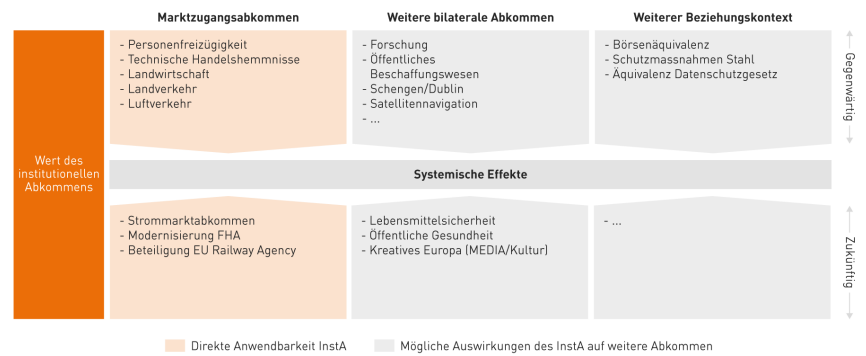 Marktzugangsabkommen
Weitere bilaterale Abkommen
Weiterer Beziehungskontext
Wert des
institutionellen
Abkommens
- Personenfreizügigkeit
- Technische Handelshemmnisse
- Landwirtschaft
- Landverkehr
- Luftverkehr
- Forschung
- Öffentliches
Beschaffungswesen
- Schengen/Dublin
- Satellitennavigation
- ...
- Börsenäquivalenz
- Schutzmassnahmen Stahl
- Äquivalenz Datenschutzgesetz
Gegenwärtig
Systemische Effekte
- Strommarktabkommen
- Modernisierung FHA
- Beteiligung EU Railway Agency
- Lebensmittelsicherheit
- Öffentliche Gesundheit
- Kreatives Europa (MEDIA/Kultur)
- ...
Zukünftig
Direkte Anwendbarkeit InstA
Mögliche Auswirkungen des InstA auf weitere Abkommen